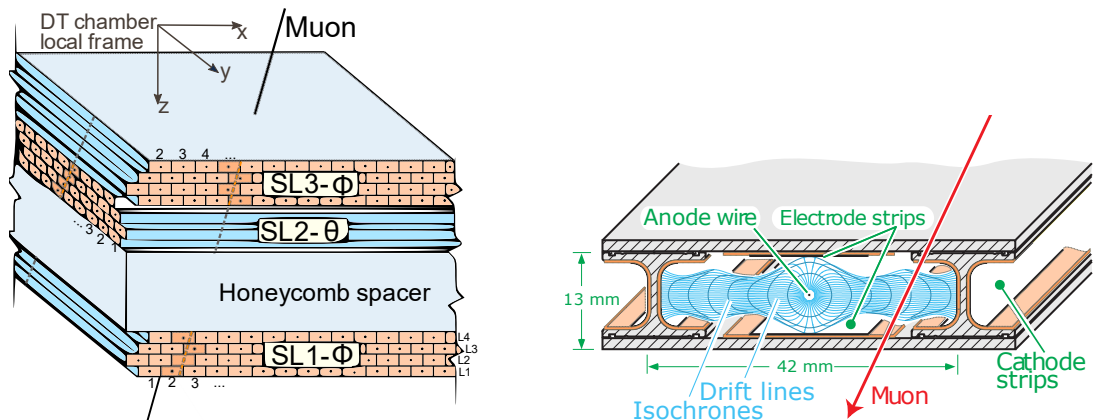 DT chamber
local frame
x
y
z
Muon
2 3 4 ...
SL3-Φ
... 3 2 1
SL2-θ
Honeycomb spacer
SL1-Φ
L4
L3
L2
L1
1 2 3 ...
Anode wire
Electrode strips
13 mm
42 mm
Drift lines
Isochrones
Muon
Cathode
strips